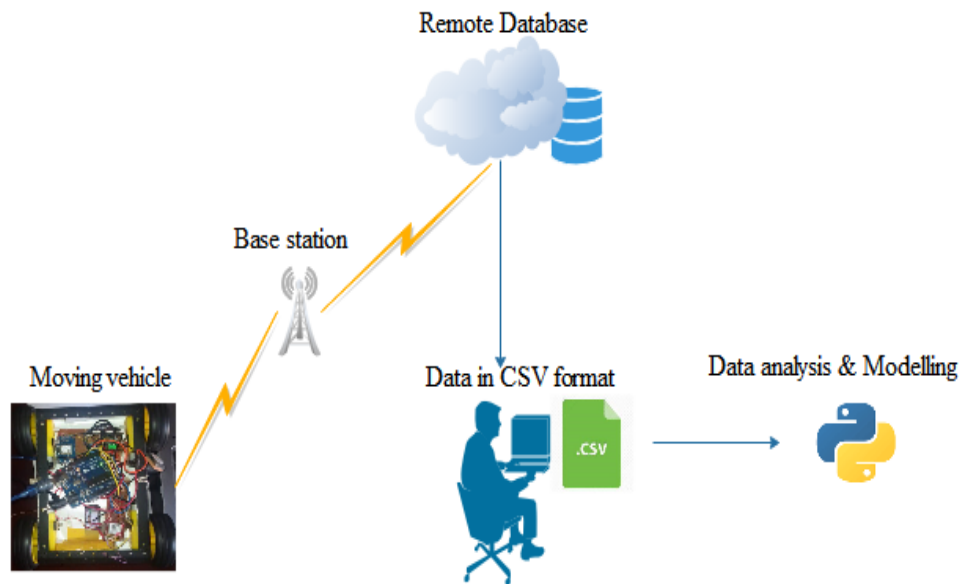 Remote Database
Base station
Moving vehicle
Data in CSV format
Data analysis & Modelling
.CSV